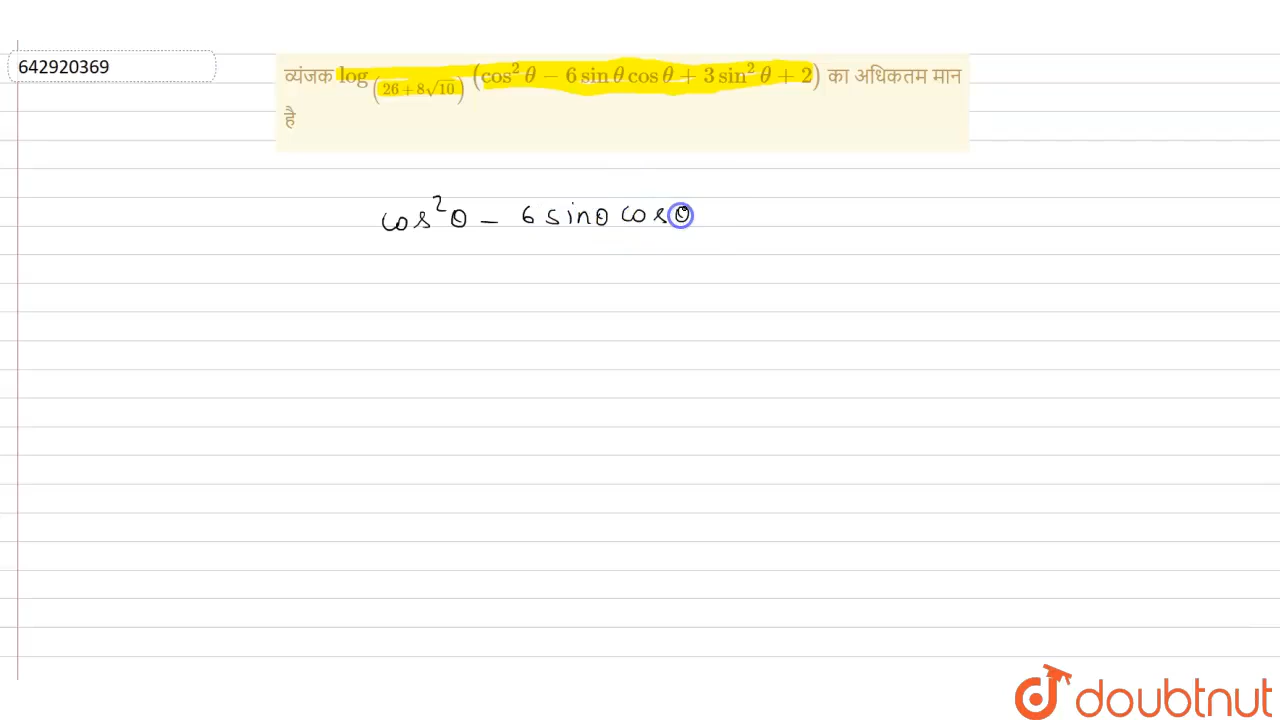 642920369
व्यंजक log_(26+8√10) (cos² θ − 6 sin θ cos θ + 3 sin² θ + 2) का अधिकतम मान
है
cos²θ − 6 sinθ cosθ
doubtnut